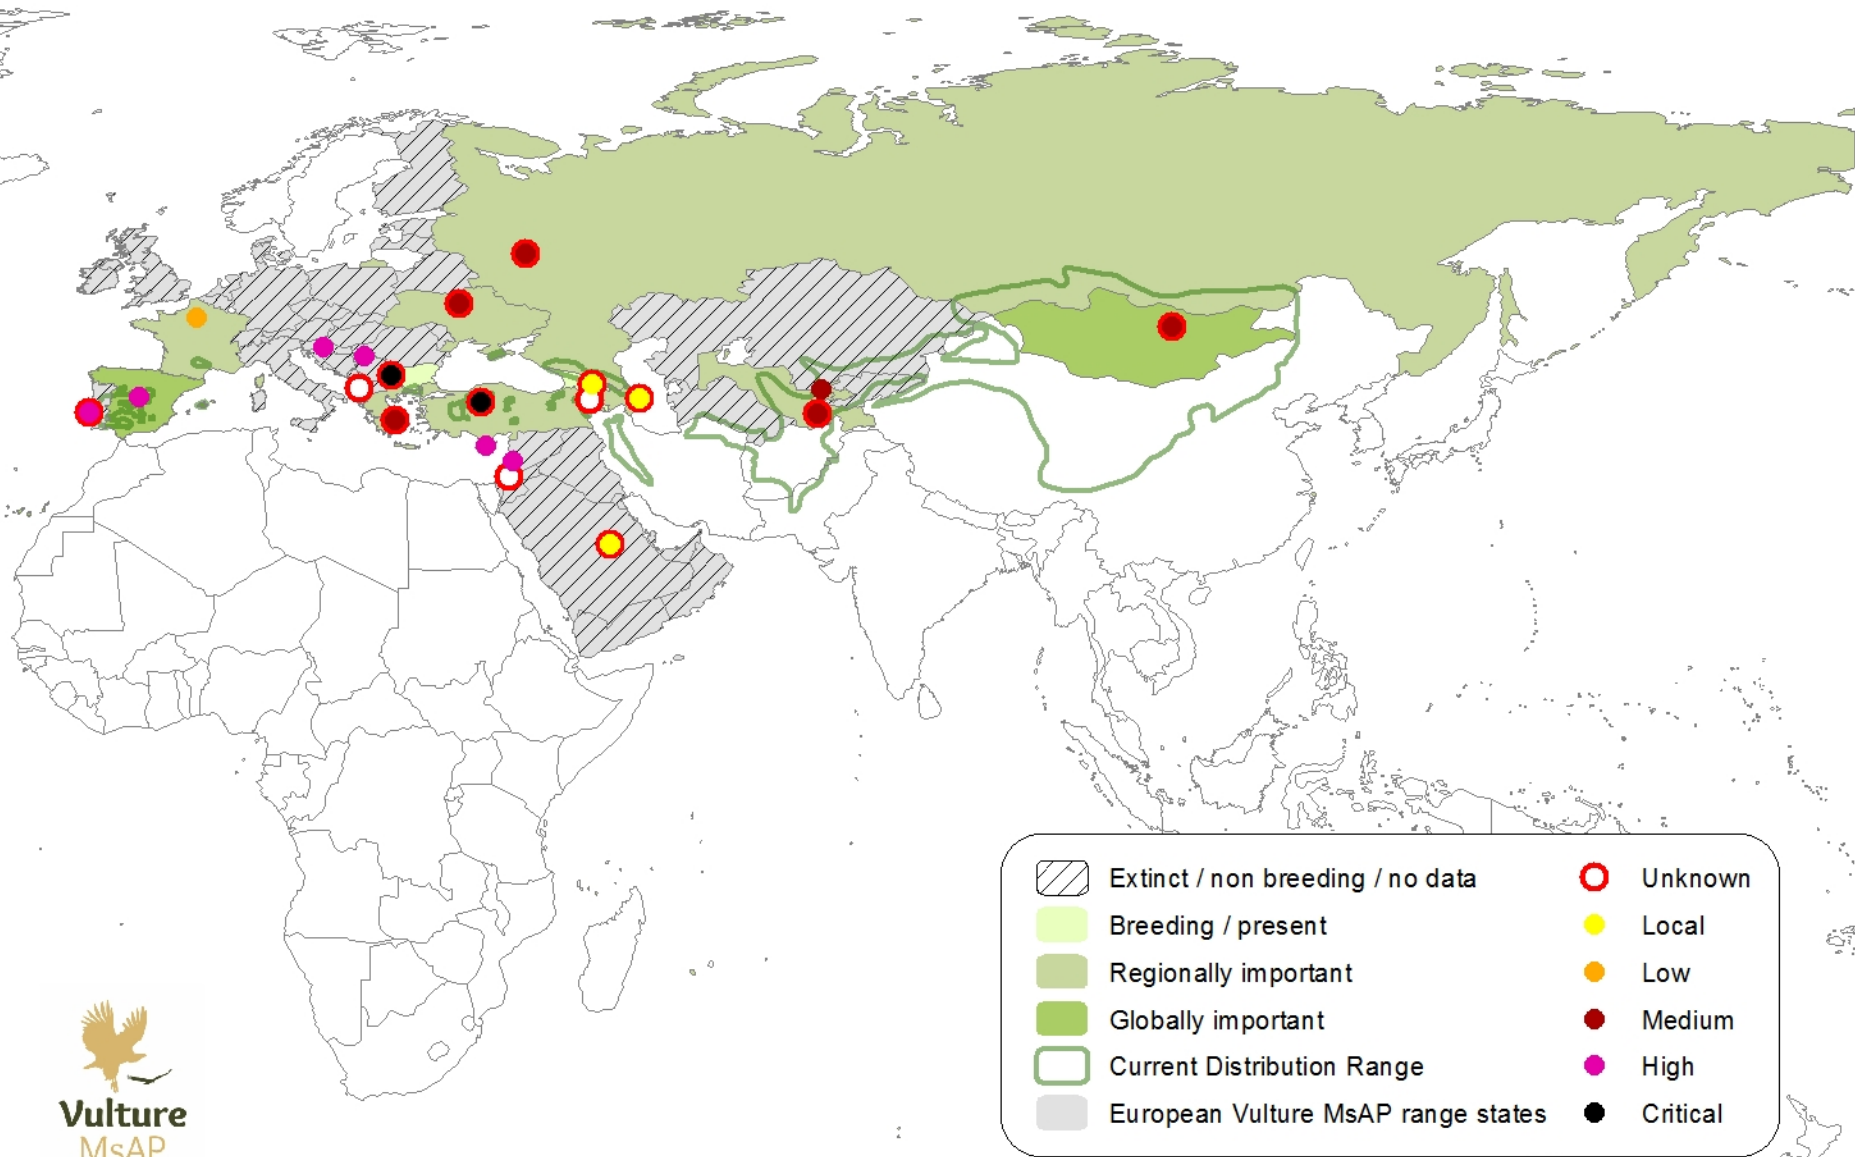 Extinct / non breeding / no data
Unknown
Breeding / present
Local
Regionally important
Low
Globally important
Medium
Current Distribution Range
High
European Vulture MsAP range states
Critical
Vulture
MsAP